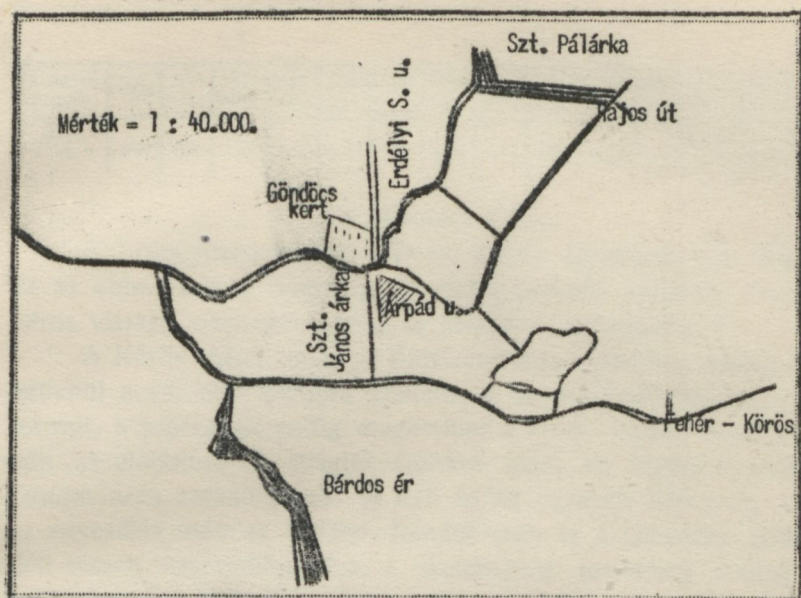 Szt. Pálárka
Mérték = 1 : 40.000.
Erdélyi S. u.
Hajos út
Göndöcs
kert
Szt.
János árka
Árpád u.
Fehér - Körös
Bárdos ér